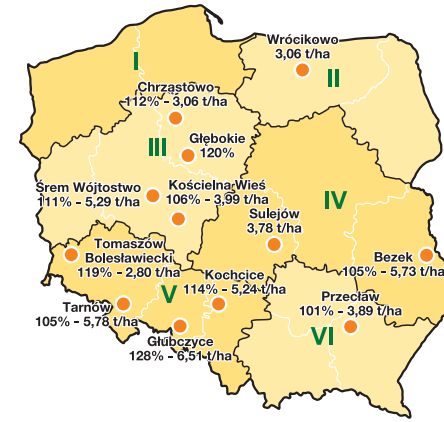 I
Wrócikowo
3,06 t/ha
II
Chrząstowo
112% - 3,06 t/ha
III
Głębokie
120%
Śrem Wójtostwo
111% - 5,29 t/ha
Kościelna Wieś
106% - 3,99 t/ha
IV
Sulejów
3,78 t/ha
Tomaszów
Bolesławiecki
119% - 2,80 t/ha
Bezek
105% - 5,73 t/ha
V
Kochcice
114% - 5,24 t/ha
Tarnów
105% - 5,78 t/ha
Przecław
101% - 3,89 t/ha
VI
Głubczyce
128% - 6,51 t/ha